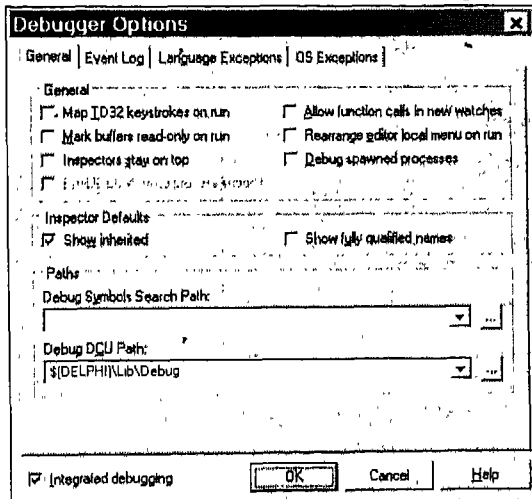 Debugger Options
General Event Log Language Exceptions OS Exceptions
General
Map TD32 keystrokes on run
Allow function calls in new watches
Mark buffers read-only on run
Rearrange editor local menu on run
Inspectors stay on top
Debug spawned processes
Inspector Defaults
Show inherited
Show fully qualified names
Paths
Debug Symbols Search Path:
...
Debug DCU Path:
$(DELPHI)\Lib\Debug
...
Integrated debugging
OK
Cancel
Help